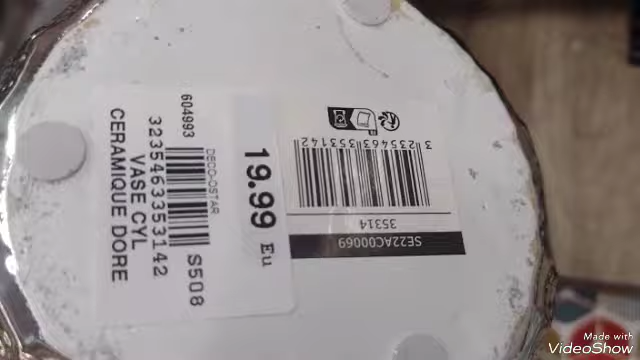 604993
DECO-OSTAR
19.99 Eu
S508
3235463353142
VASE CYL
CERAMIQUE DORE
3 235463 353142
35314
SE22AC00069
Made with
VideoShow